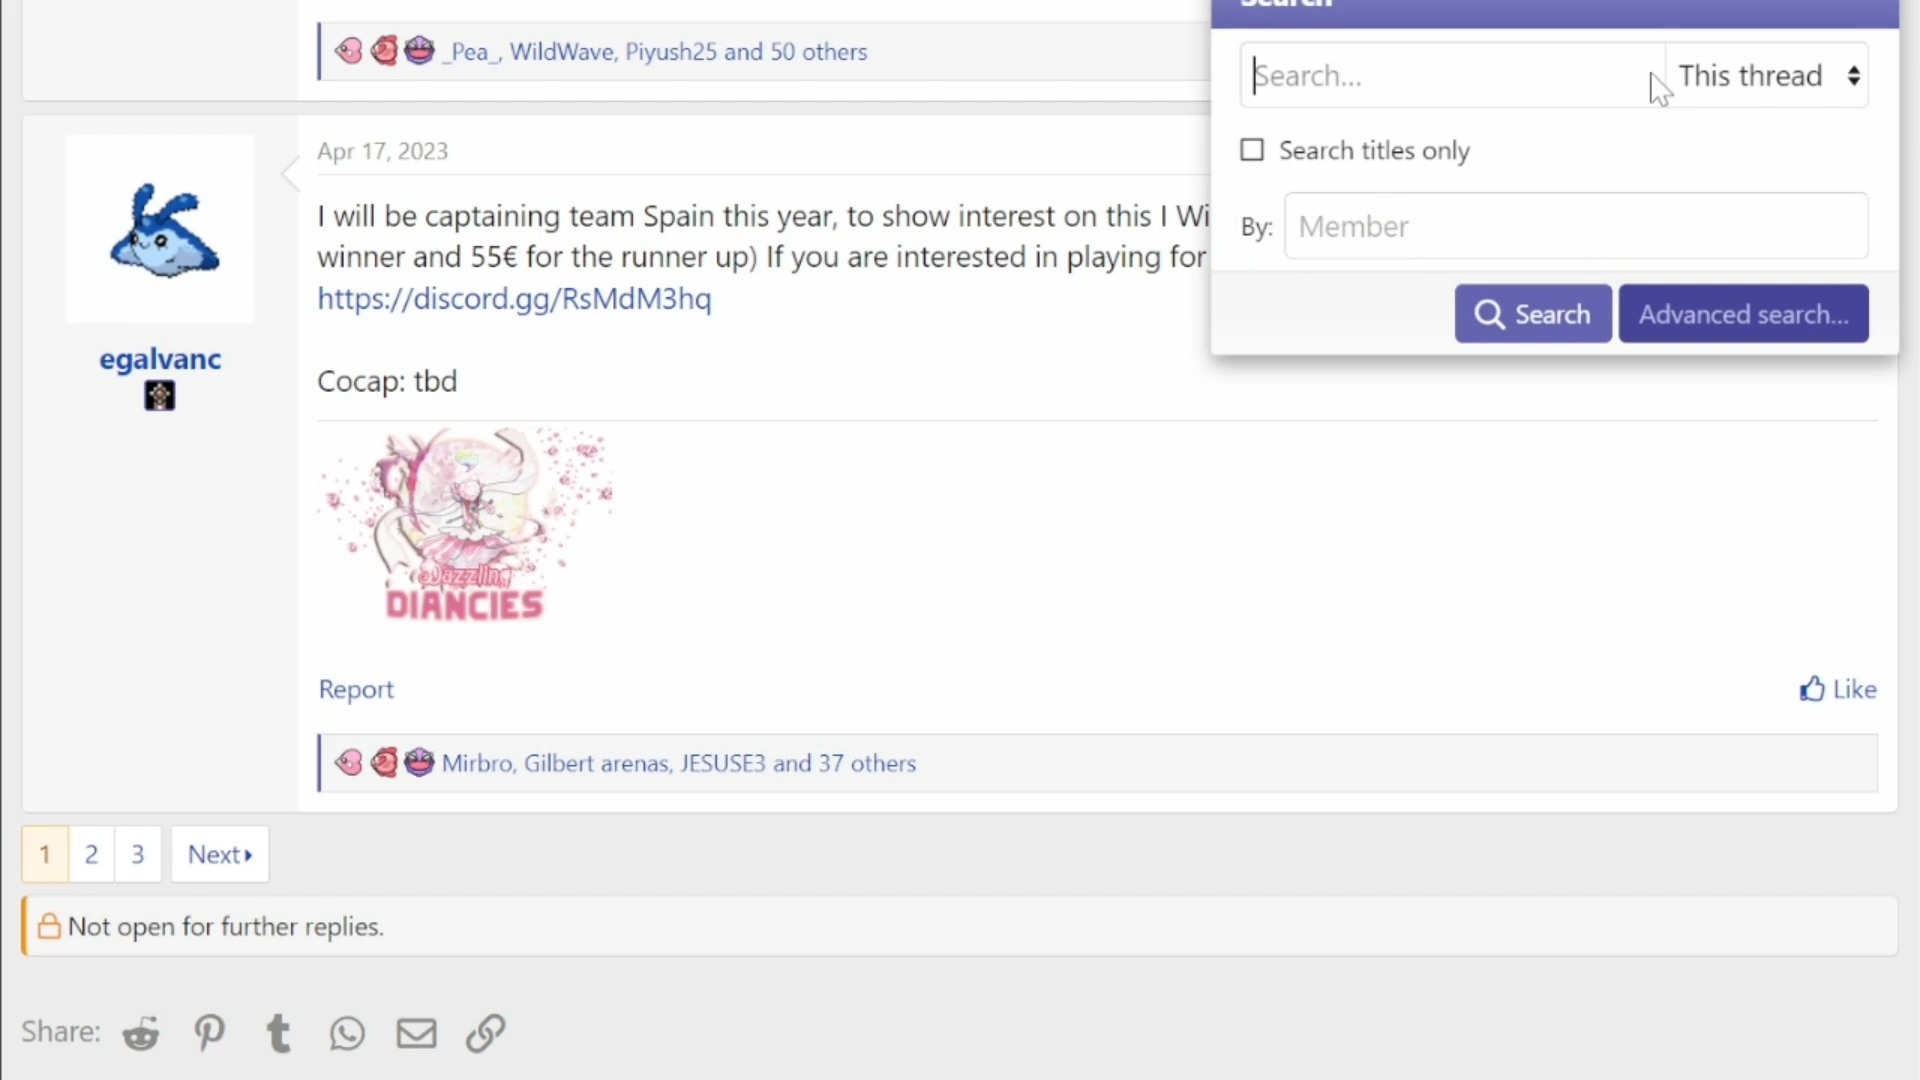 Search
_Pea_, WildWave, Piyush25 and 50 others
Search...
This thread
Search titles only
By:
Member
Search
Advanced search...
egalvanc
Apr 17, 2023
I will be captaining team Spain this year, to show interest on this I Wi
winner and 55€ for the runner up) If you are interested in playing for
https://discord.gg/RsMdM3hq
Cocap: tbd
Dazzling
DIANCIES
Report
Like
Mirbro, Gilbert arenas, JESUSE3 and 37 others
1 2 3 Next
Not open for further replies.
Share: